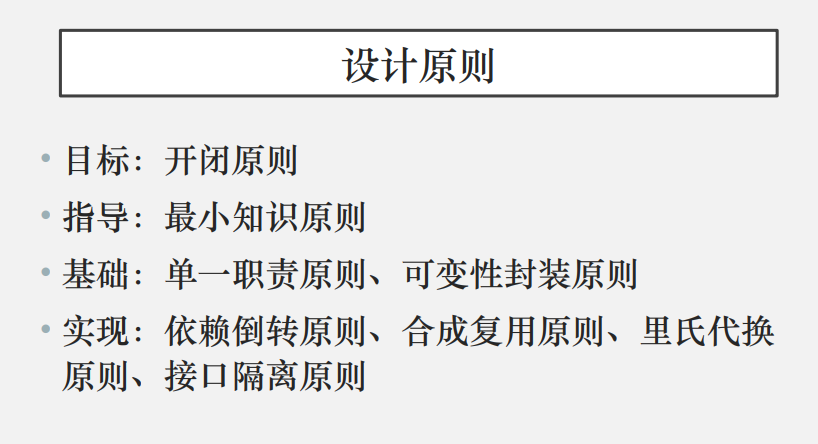 设计原则
• 目标：开闭原则
• 指导：最小知识原则
• 基础：单一职责原则、可变性封装原则
• 实现：依赖倒转原则、合成复用原则、里氏代换
原则、接口隔离原则